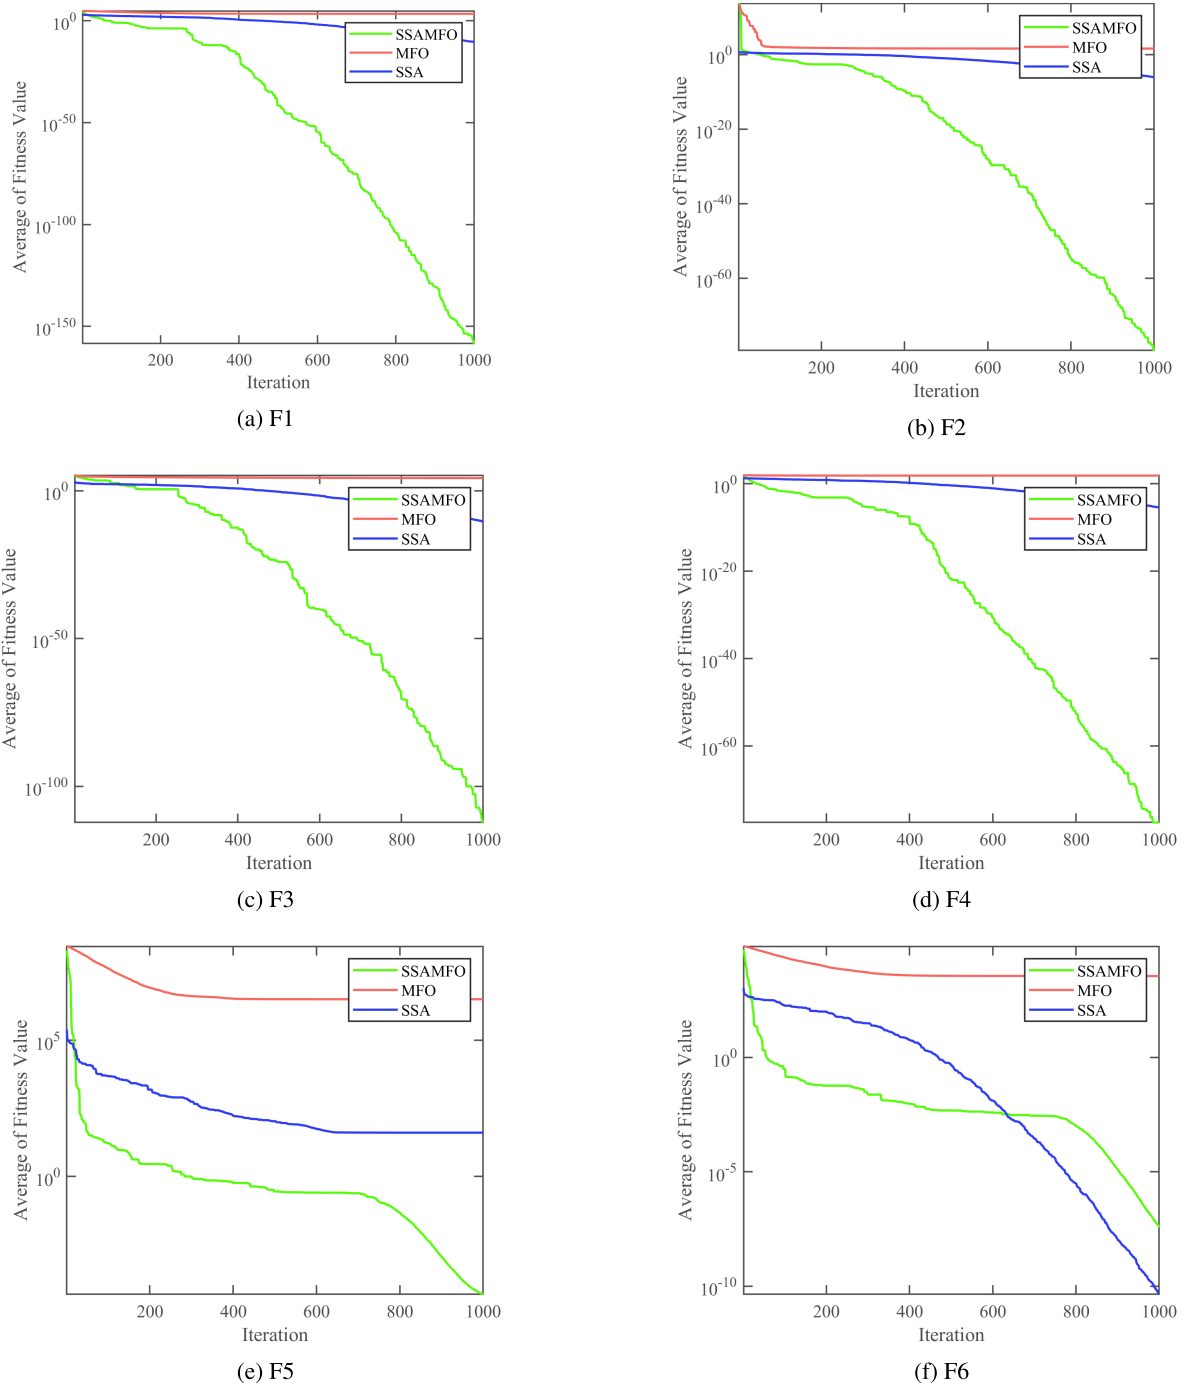 10^0
10^-50
10^-100
10^-150
Average of Fitness Value
SSAMFO
MFO
SSA
200 400 600 800 1000
Iteration
(a) F1
10^0
10^-20
10^-40
10^-60
Average of Fitness Value
SSAMFO
MFO
SSA
200 400 600 800 1000
Iteration
(b) F2
10^0
10^-50
10^-100
Average of Fitness Value
SSAMFO
MFO
SSA
200 400 600 800 1000
Iteration
(c) F3
10^0
10^-20
10^-40
10^-60
Average of Fitness Value
SSAMFO
MFO
SSA
200 400 600 800 1000
Iteration
(d) F4
10^5
10^0
Average of Fitness Value
SSAMFO
MFO
SSA
200 400 600 800 1000
Iteration
(e) F5
10^0
10^-5
10^-10
Average of Fitness Value
SSAMFO
MFO
SSA
200 400 600 800 1000
Iteration
(f) F6